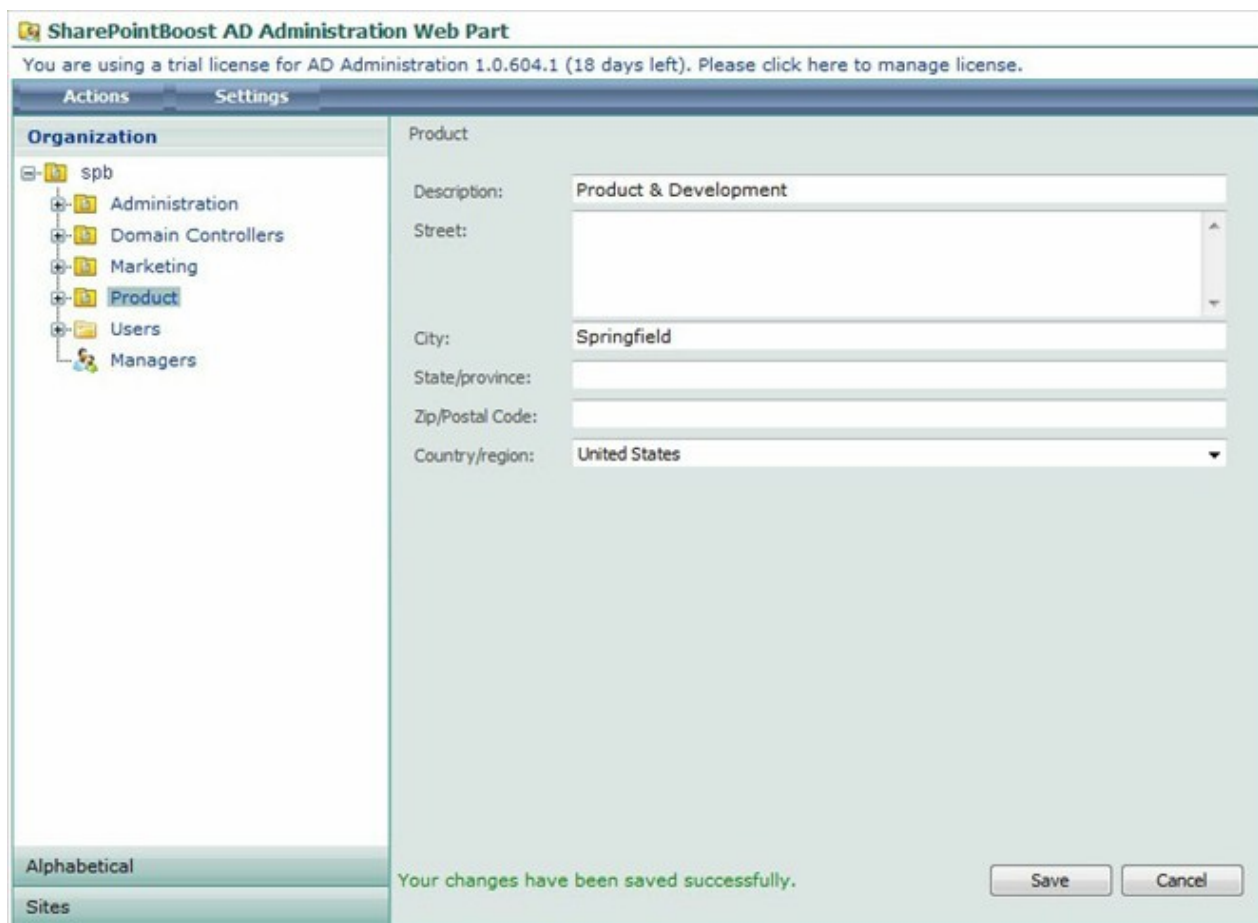 SharePointBoost AD Administration Web Part
You are using a trial license for AD Administration 1.0.604.1 (18 days left). Please click here to manage license.
Actions Settings
Organization
spb
Administration
Domain Controllers
Marketing
Product
Users
Managers
Alphabetical
Sites
Product
Description: Product & Development
Street:
City: Springfield
State/province:
Zip/Postal Code:
Country/region: United States
Your changes have been saved successfully. Save Cancel